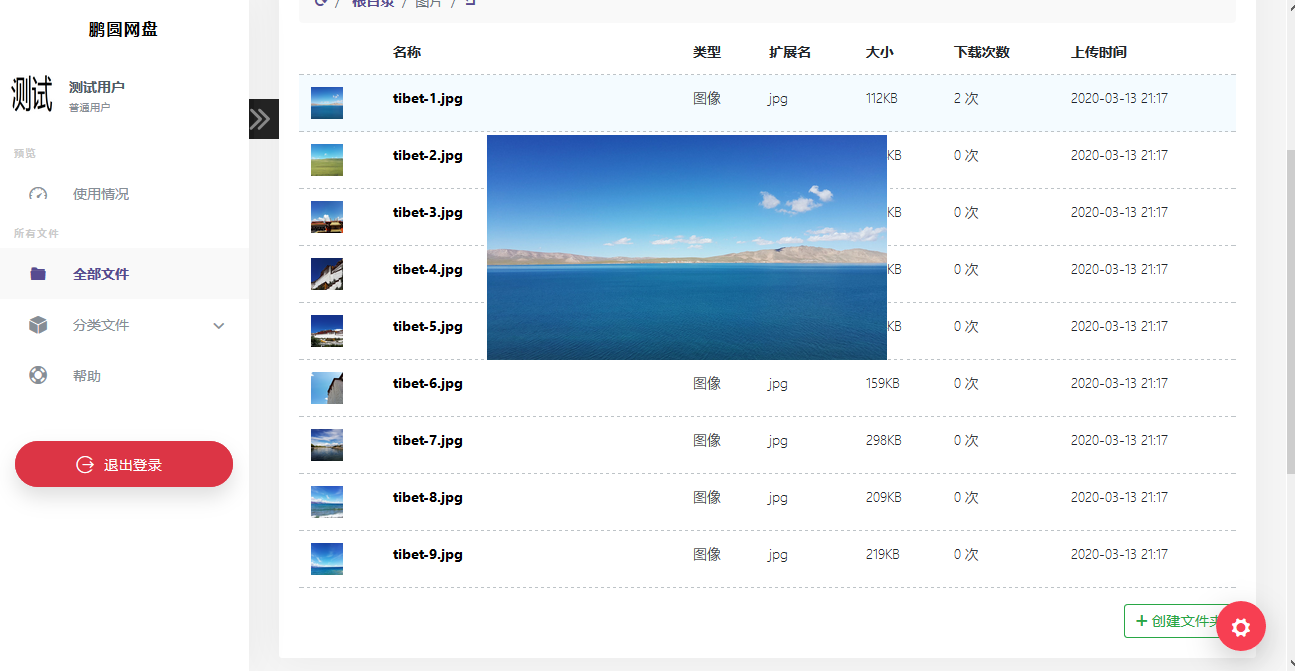 鹏圆网盘
测试
测试用户
普通用户
预览
使用情况
所有文件
全部文件
分类文件
帮助
退出登录
/ 根目录 / 图片 /
名称 类型 扩展名 大小 下载次数 上传时间
tibet-1.jpg 图像 jpg 112KB 2 次 2020-03-13 21:17
tibet-2.jpg KB 0 次 2020-03-13 21:17
tibet-3.jpg KB 0 次 2020-03-13 21:17
tibet-4.jpg KB 0 次 2020-03-13 21:17
tibet-5.jpg KB 0 次 2020-03-13 21:17
tibet-6.jpg 图像 jpg 159KB 0 次 2020-03-13 21:17
tibet-7.jpg 图像 jpg 298KB 0 次 2020-03-13 21:17
tibet-8.jpg 图像 jpg 209KB 0 次 2020-03-13 21:17
tibet-9.jpg 图像 jpg 219KB 0 次 2020-03-13 21:17
+ 创建文件夹